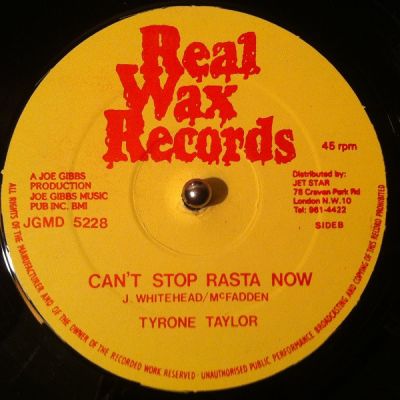 Real
Wax
Records
A JOE GIBBS
PRODUCTION
JOE GIBBS MUSIC
PUB INC. BMI
JGMD 5228
45 rpm
Distributed by:
JET STAR
78 Craven Park Rd
London N.W.10
Tel: 961-4422
SIDE B
CAN'T STOP RASTA NOW
J. WHITEHEAD/McFADDEN
TYRONE TAYLOR
ALL RIGHTS OF THE MANUFACTURER AND OF THE OWNER OF THE RECORDED WORK RESERVED · UNAUTHORISED PUBLIC PERFORMANCE BROADCASTING AND COPYING OF THIS RECORD PROHIBITED